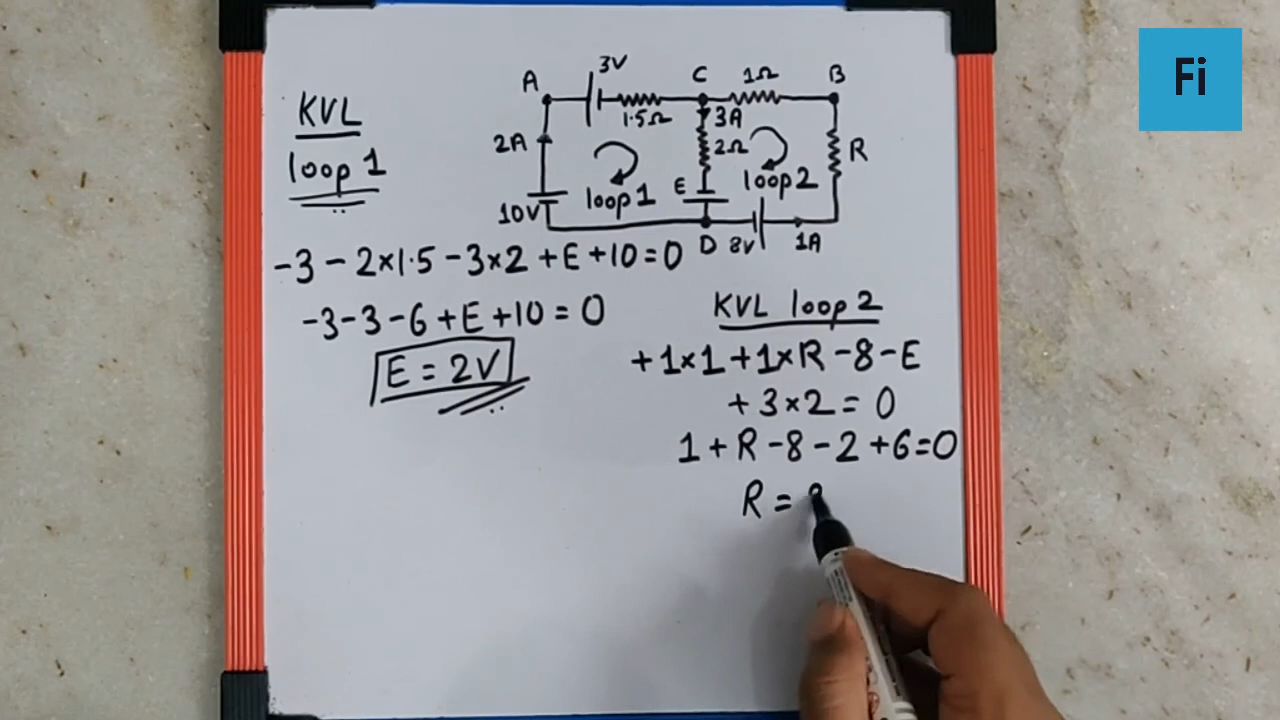 Fi
KVL
loop 1
A
3V
1.5Ω
C
1Ω
B
2A
3A
2Ω
R
10V
loop 1
E
loop 2
D
8V
1A
-3 - 2×1.5 - 3×2 + E + 10 = 0
-3 - 3 - 6 + E + 10 = 0
E = 2V
KVL loop 2
+ 1×1 + 1×R - 8 - E
+ 3×2 = 0
1 + R - 8 - 2 + 6 = 0
R =